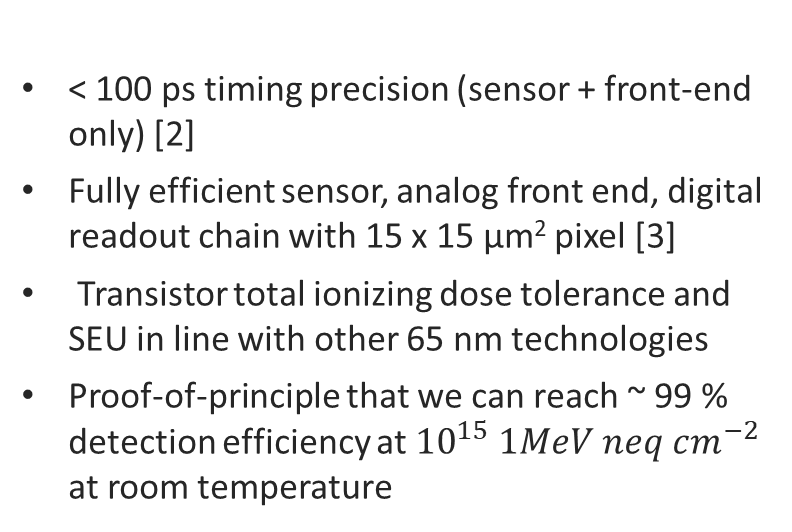 • < 100 ps timing precision (sensor + front-end
only) [2]
• Fully efficient sensor, analog front end, digital
readout chain with 15 x 15 µm² pixel [3]
• Transistor total ionizing dose tolerance and
SEU in line with other 65 nm technologies
• Proof-of-principle that we can reach ~ 99 %
detection efficiency at 10¹⁵ 1MeV neq cm⁻²
at room temperature